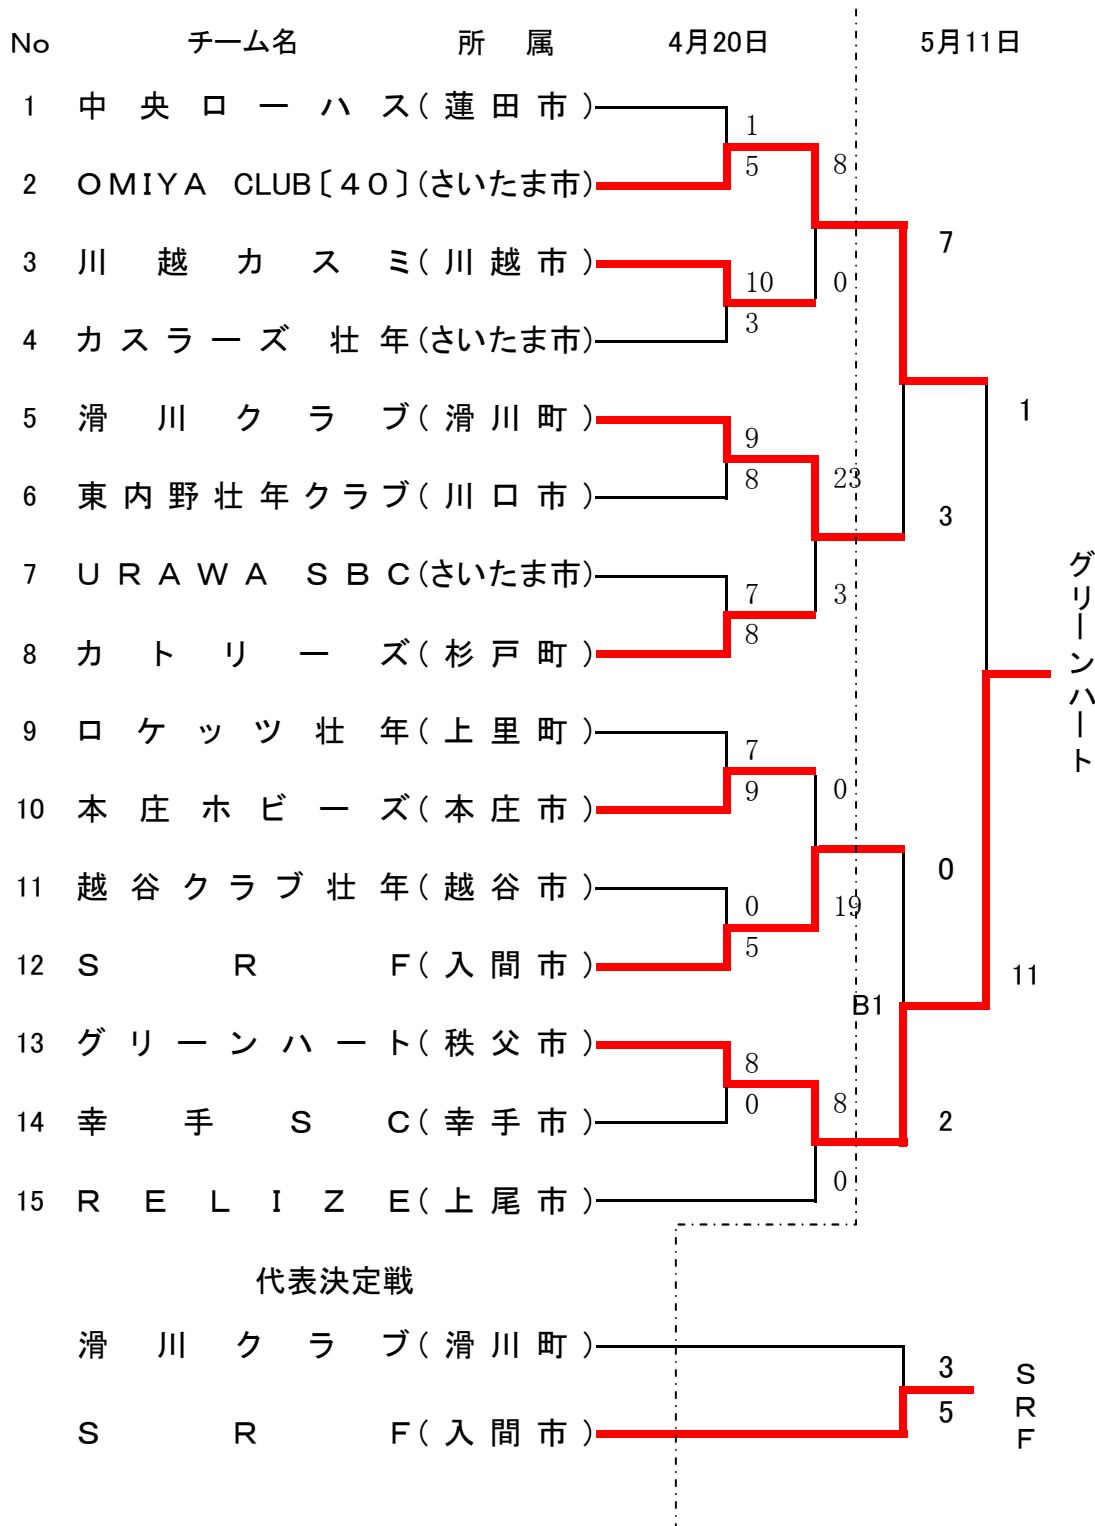 No チーム名 所属 4月20日 5月11日
1 中央ローハス(蓮田市)
1
2 OMIYA CLUB〔40〕(さいたま市)
5 8
7
3 川越カスミ(川越市)
10 0
3
4 カスラーズ 壮年(さいたま市)
1
5 滑川クラブ(滑川町)
9
8 23
6 東内野壮年クラブ(川口市)
3
7 URAWA SBC(さいたま市)
7 3
8
8 カトリーズ(杉戸町)
グリーンハート
9 ロケッツ壮年(上里町)
7
9 0
10 本庄ホビーズ(本庄市)
0
11 越谷クラブ壮年(越谷市)
0 19
5
12 SRF(入間市)
11
B1
13 グリーンハート(秩父市)
8
0 8
14 幸手SC(幸手市)
2
0
15 RELIZE(上尾市)
代表決定戦
滑川クラブ(滑川町)
3
5
SRF
SRF(入間市)